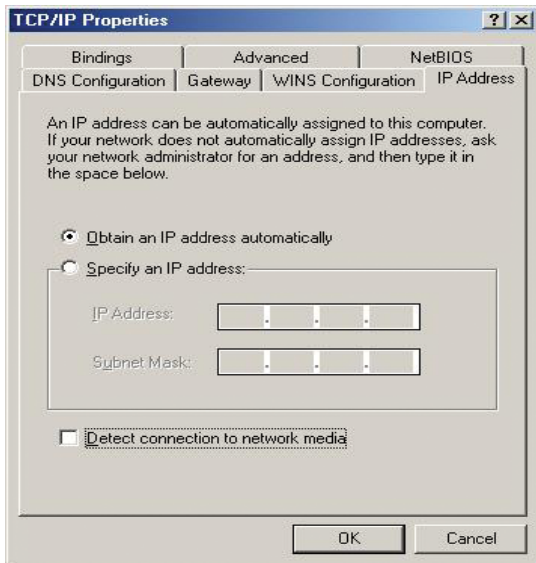 TCP/IP Properties
Bindings Advanced NetBIOS
DNS Configuration Gateway WINS Configuration IP Address
An IP address can be automatically assigned to this computer.
If your network does not automatically assign IP addresses, ask
your network administrator for an address, and then type it in
the space below.
Obtain an IP address automatically
Specify an IP address:
IP Address:
Subnet Mask:
Detect connection to network media
OK Cancel